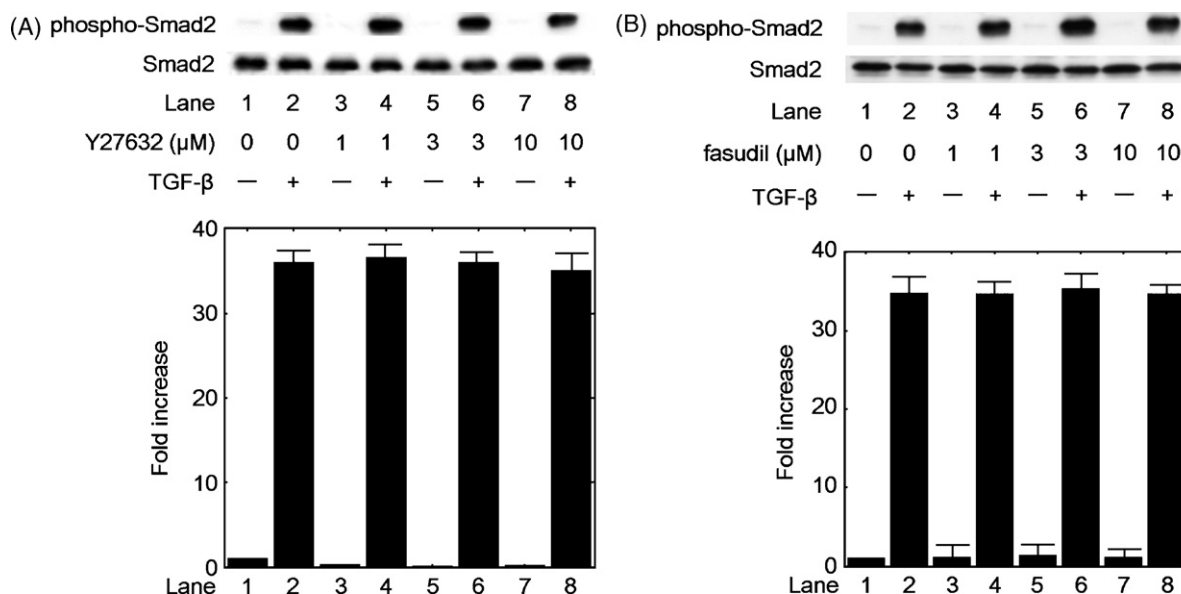 (A) phospho-Smad2
Smad2
Lane 1 2 3 4 5 6 7 8
Y27632 (μM) 0 0 1 1 3 3 10 10
TGF-β — + — + — + — +
40
30
20
10
0
Fold increase
Lane 1 2 3 4 5 6 7 8
(B) phospho-Smad2
Smad2
Lane 1 2 3 4 5 6 7 8
fasudil (μM) 0 0 1 1 3 3 10 10
TGF-β — + — + — + — +
40
30
20
10
0
Fold increase
Lane 1 2 3 4 5 6 7 8